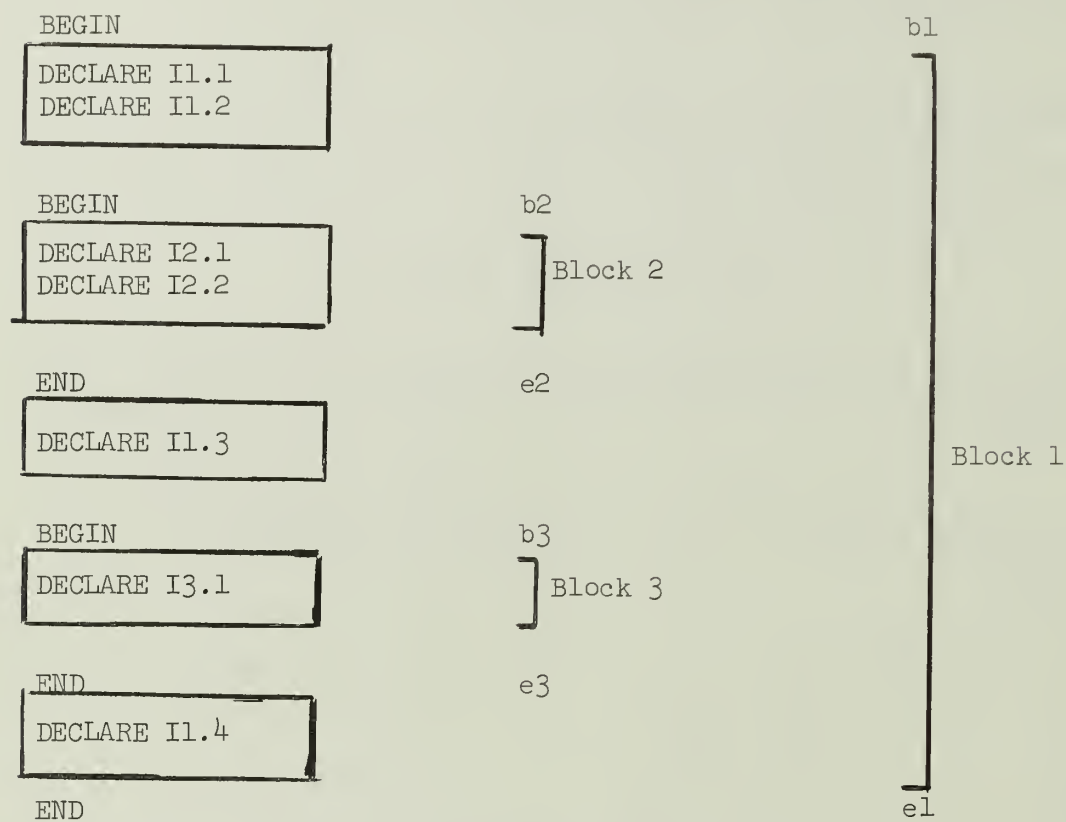 BEGIN b1
DECLARE I1.1
DECLARE I1.2
BEGIN b2
DECLARE I2.1
DECLARE I2.2
Block 2
END e2
DECLARE I1.3
Block 1
BEGIN b3
DECLARE I3.1 Block 3
END e3
DECLARE I1.4
END e1